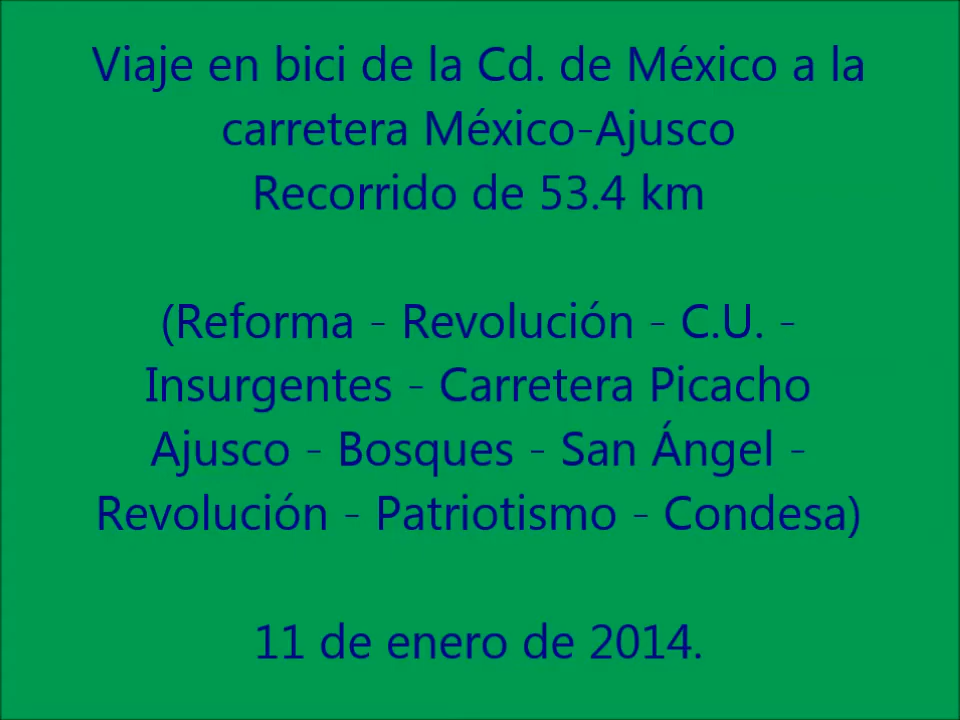 Viaje en bici de la Cd. de México a la
carretera México-Ajusco
Recorrido de 53.4 km
(Reforma - Revolución - C.U. -
Insurgentes - Carretera Picacho
Ajusco - Bosques - San Ángel -
Revolución - Patriotismo - Condesa)
11 de enero de 2014.